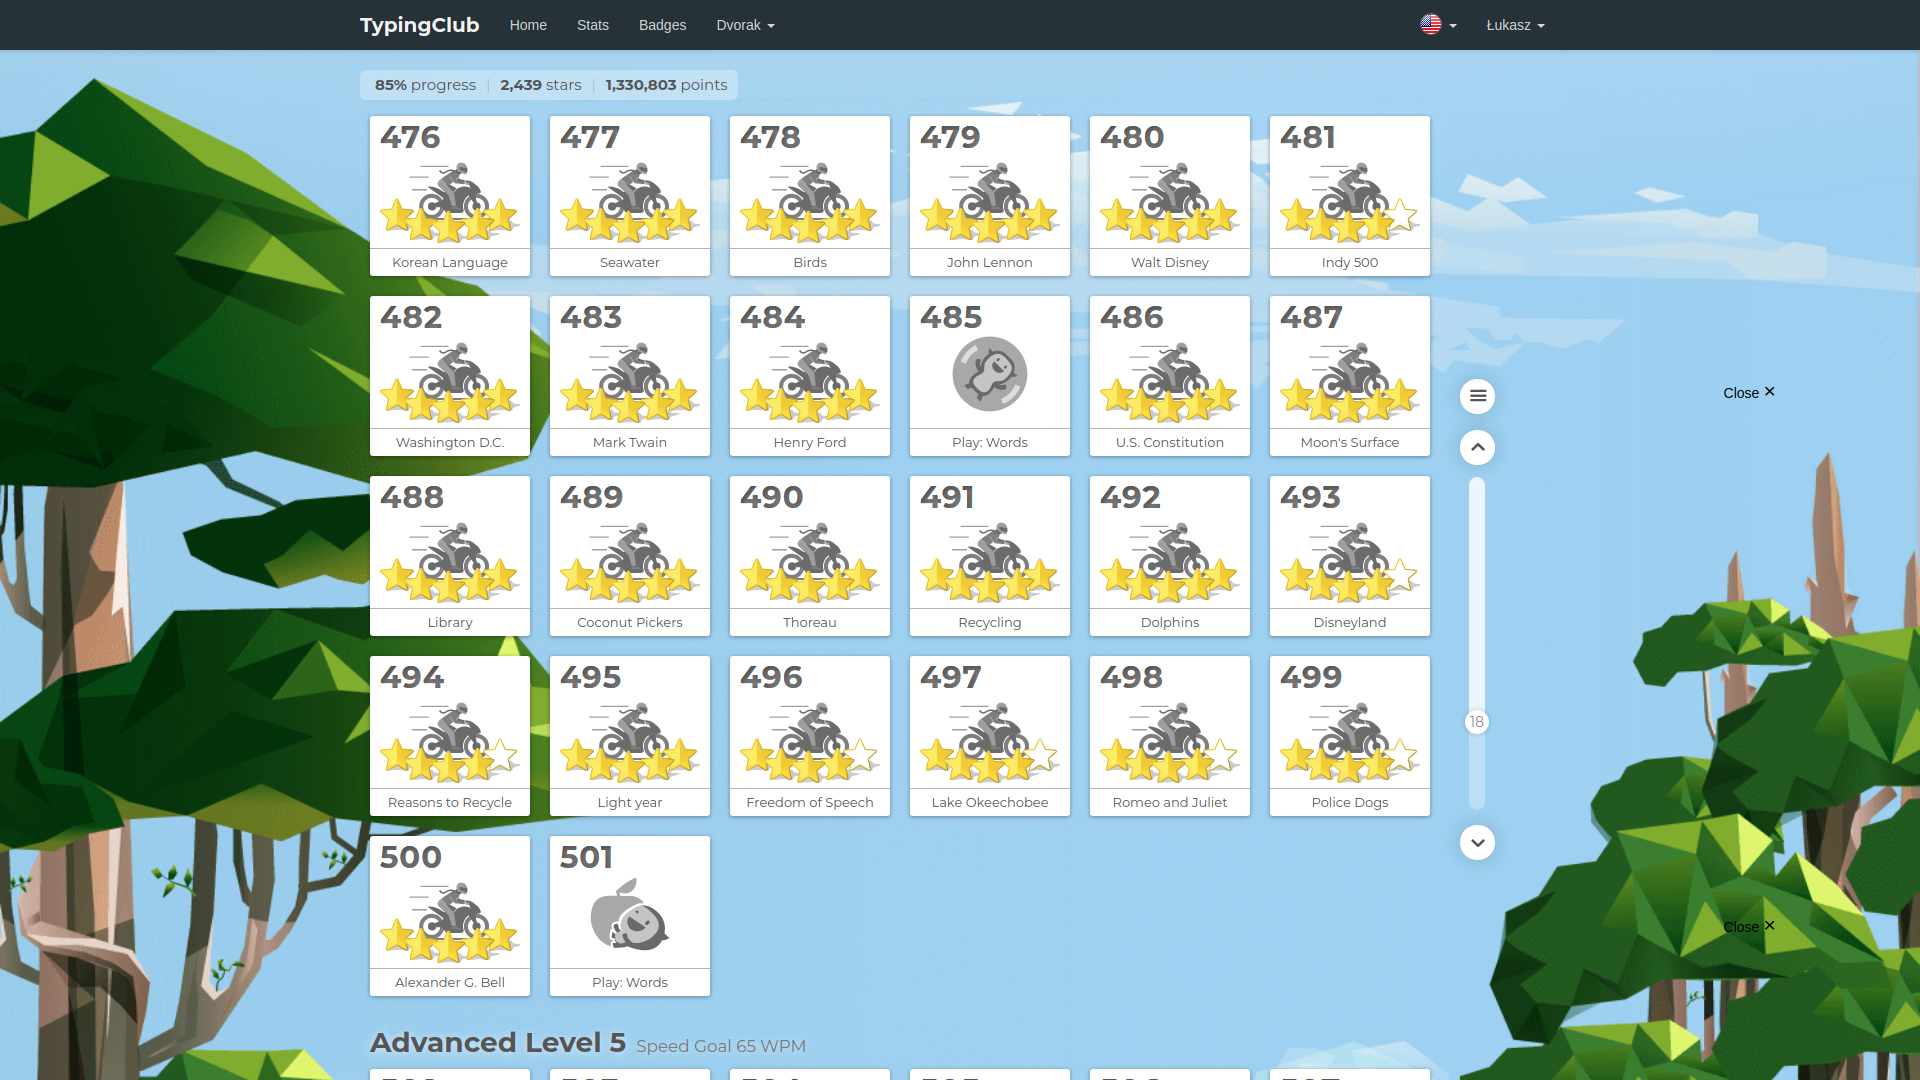 TypingClub Home Stats Badges Dvorak Łukasz
85% progress | 2,439 stars | 1,330,803 points
476 477 478 479 480 481
Korean Language Seawater Birds John Lennon Walt Disney Indy 500
482 483 484 485 486 487
Close ✕
Washington D.C. Mark Twain Henry Ford Play: Words U.S. Constitution Moon's Surface
488 489 490 491 492 493
Library Coconut Pickers Thoreau Recycling Dolphins Disneyland
494 495 496 497 498 499
18
Reasons to Recycle Light year Freedom of Speech Lake Okeechobee Romeo and Juliet Police Dogs
500 501
Close ✕
Alexander G. Bell Play: Words
Advanced Level 5 Speed Goal 65 WPM